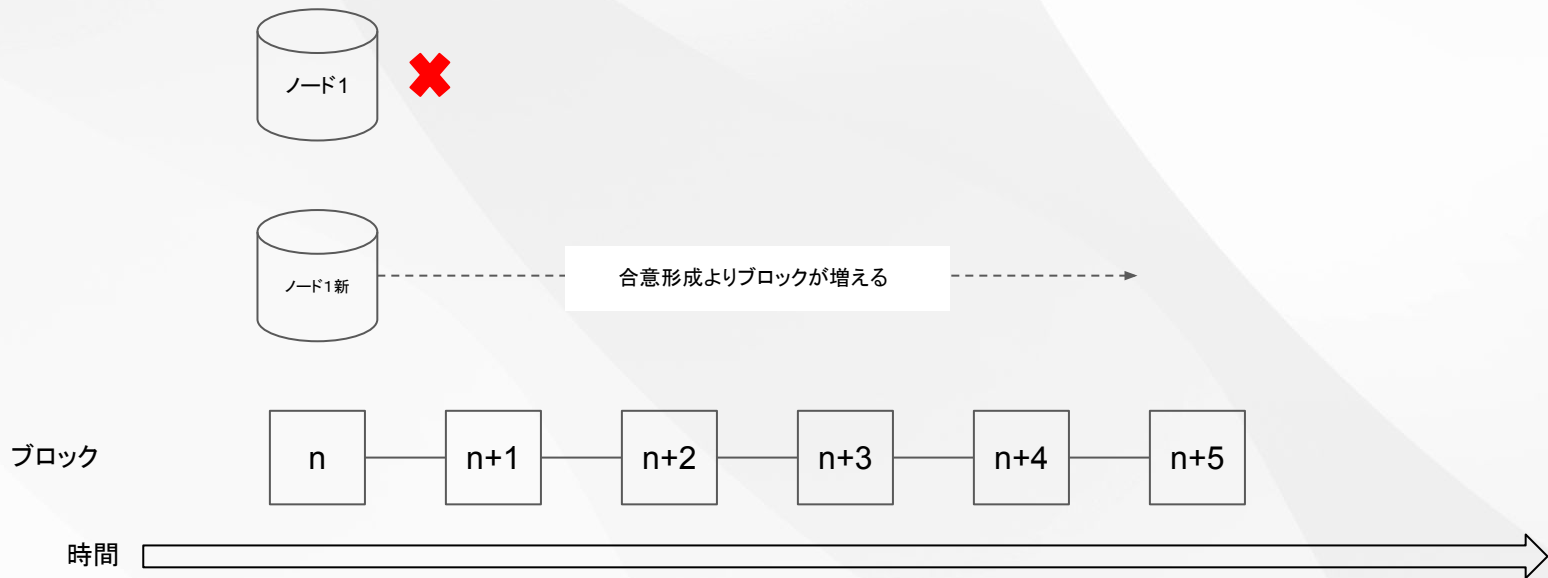 ノード1
ノード1新
合意形成よりブロックが増える
ブロック
n
n+1
n+2
n+3
n+4
n+5
時間